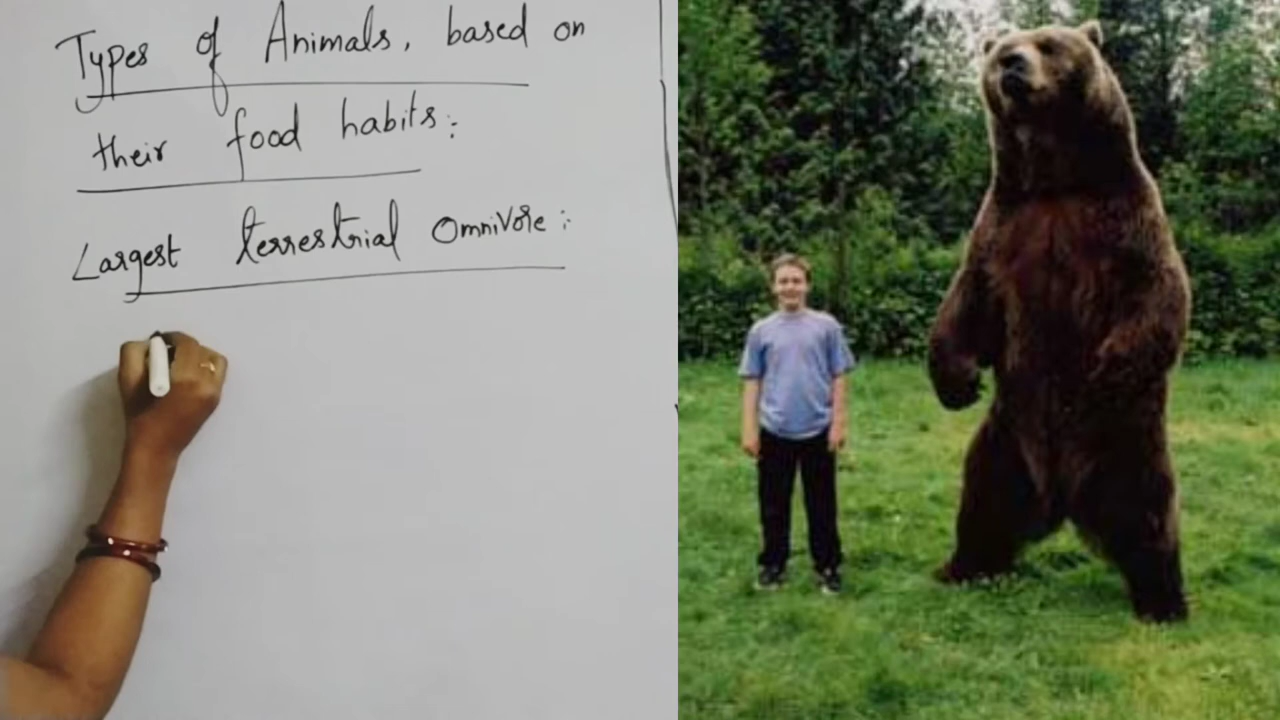 Types of Animals, based on
their food habits:
Largest terrestrial Omnivore: